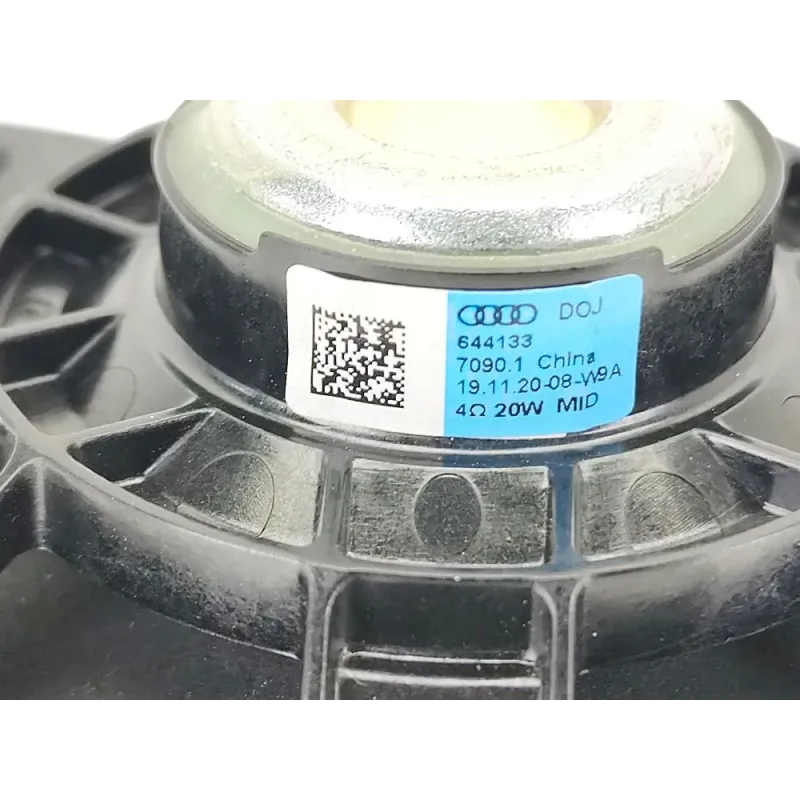 DOJ
644133
7090.1 China
19.11.20-08-W9A
4Ω 20W MID